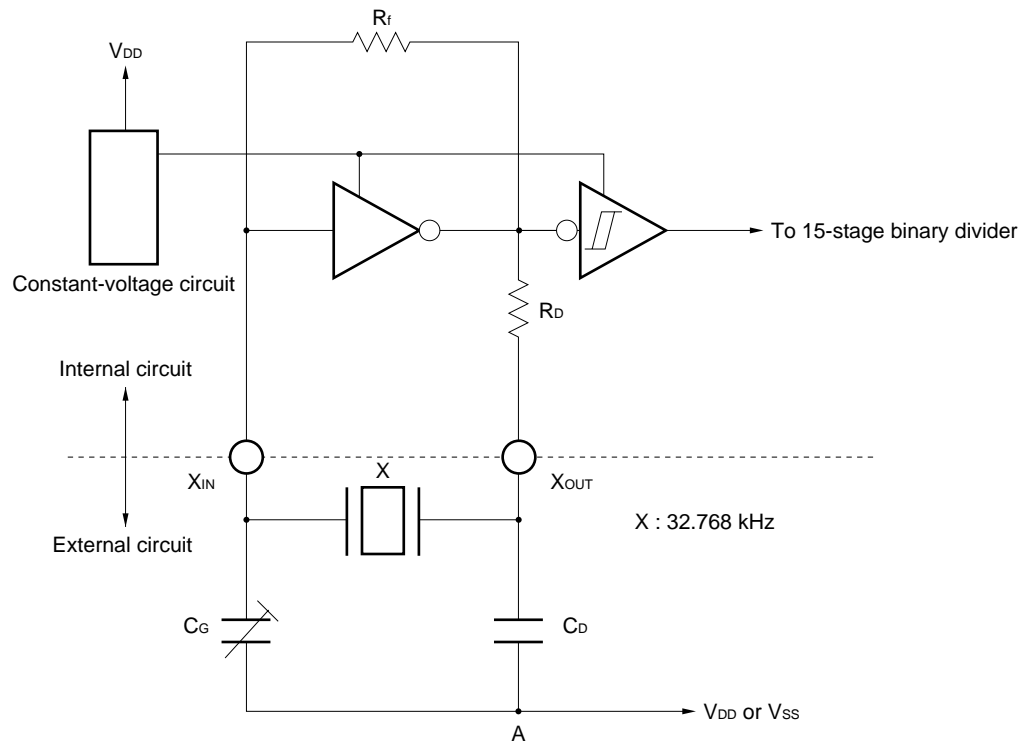 Rf
VDD
To 15-stage binary divider
Constant-voltage circuit
RD
Internal circuit
XIN
X
XOUT
X : 32.768 kHz
External circuit
CG
CD
VDD or VSS
A